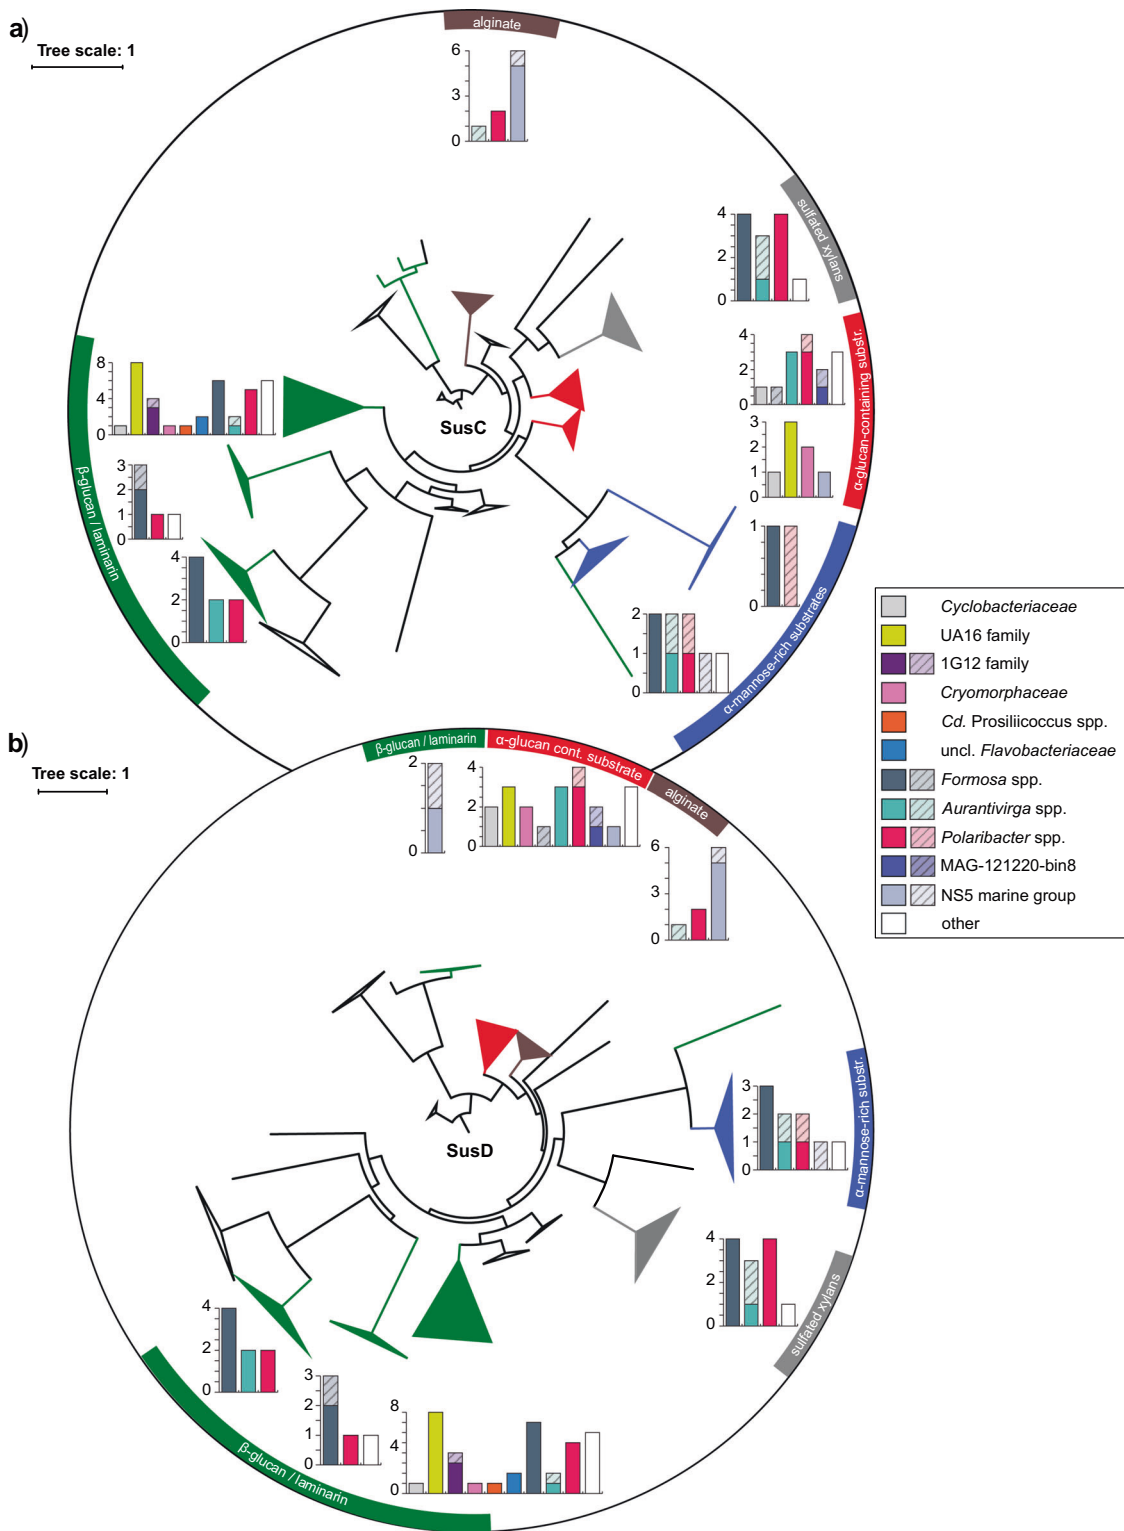 a)
Tree scale: 1
alginate
6
3
0
sulfated xylans
4
2
0
α-glucan-containing substr.
4
2
0
3
2
1
0
α-mannose-rich substrates
1
0
2
1
0
SusC
β-glucan / laminarin
8
4
0
3
2
1
0
4
2
0
Cyclobacteriaceae
UA16 family
1G12 family
Cryomorphaceae
Cd. Prosiliicoccus spp.
uncl. Flavobacteriaceae
Formosa spp.
Aurantivirga spp.
Polaribacter spp.
MAG-121220-bin8
NS5 marine group
other
b)
Tree scale: 1
β-glucan / laminarin
α-glucan cont. substrate
alginate
2
1
0
4
2
0
6
3
0
α-mannose-rich substr.
3
2
1
0
sulfated xylans
4
2
0
SusD
β-glucan / laminarin
4
2
0
3
2
1
0
8
4
0